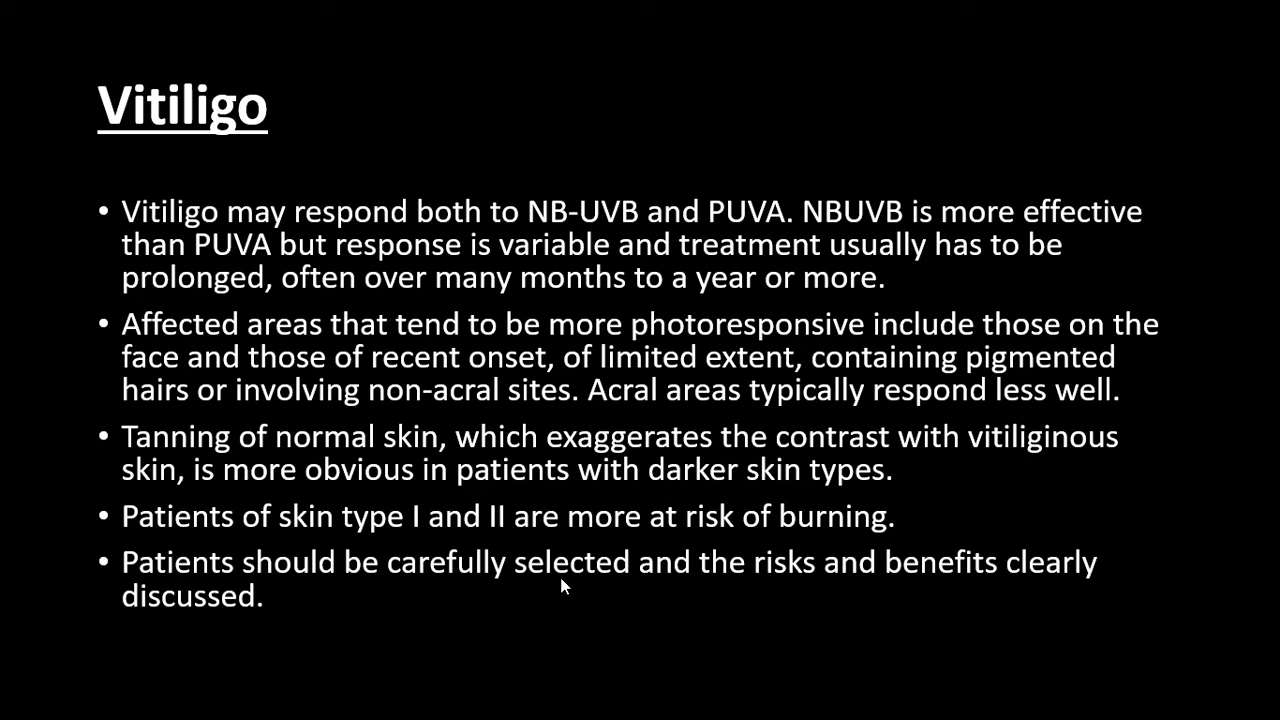 Vitiligo
• Vitiligo may respond both to NB-UVB and PUVA. NBUVB is more effective
than PUVA but response is variable and treatment usually has to be
prolonged, often over many months to a year or more.
• Affected areas that tend to be more photoresponsive include those on the
face and those of recent onset, of limited extent, containing pigmented
hairs or involving non-acral sites. Acral areas typically respond less well.
• Tanning of normal skin, which exaggerates the contrast with vitiliginous
skin, is more obvious in patients with darker skin types.
• Patients of skin type I and II are more at risk of burning.
• Patients should be carefully selected and the risks and benefits clearly
discussed.